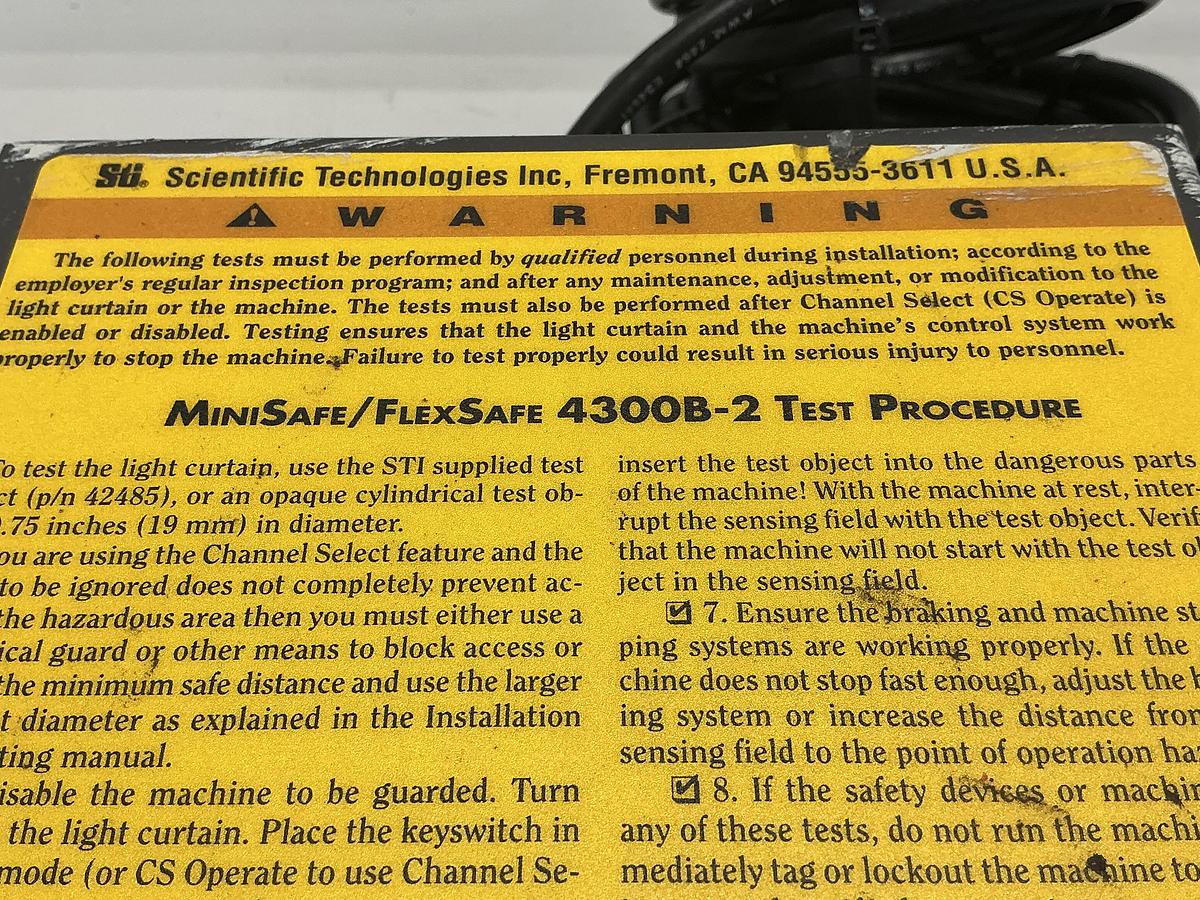 Sti Scientific Technologies Inc, Fremont, CA 94555-3611 U.S.A.
WARNING
The following tests must be performed by qualified personnel during installation; according to the
employer's regular inspection program; and after any maintenance, adjustment, or modification to the
light curtain or the machine. The tests must also be performed after Channel Select (CS Operate) is
enabled or disabled. Testing ensures that the light curtain and the machine's control system work
properly to stop the machine. Failure to test properly could result in serious injury to personnel.
MiniSafe/FlexSafe 4300B-2 Test Procedure
To test the light curtain, use the STI supplied test
ct (p/n 42485), or an opaque cylindrical test ob-
.75 inches (19 mm) in diameter.
you are using the Channel Select feature and the
to be ignored does not completely prevent ac-
the hazardous area then you must either use a
ical guard or other means to block access or
the minimum safe distance and use the larger
t diameter as explained in the Installation
ting manual.
isable the machine to be guarded. Turn
the light curtain. Place the keyswitch in
mode (or CS Operate to use Channel Se-
insert the test object into the dangerous parts
of the machine! With the machine at rest, inter-
rupt the sensing field with the test object. Verif
that the machine will not start with the test ob
ject in the sensing field.
7. Ensure the braking and machine st
ping systems are working properly. If the
chine does not stop fast enough, adjust the
ing system or increase the distance from
sensing field to the point of operation haz
8. If the safety devices or machin
any of these tests, do not run the machi
mediately tag or lockout the machine to